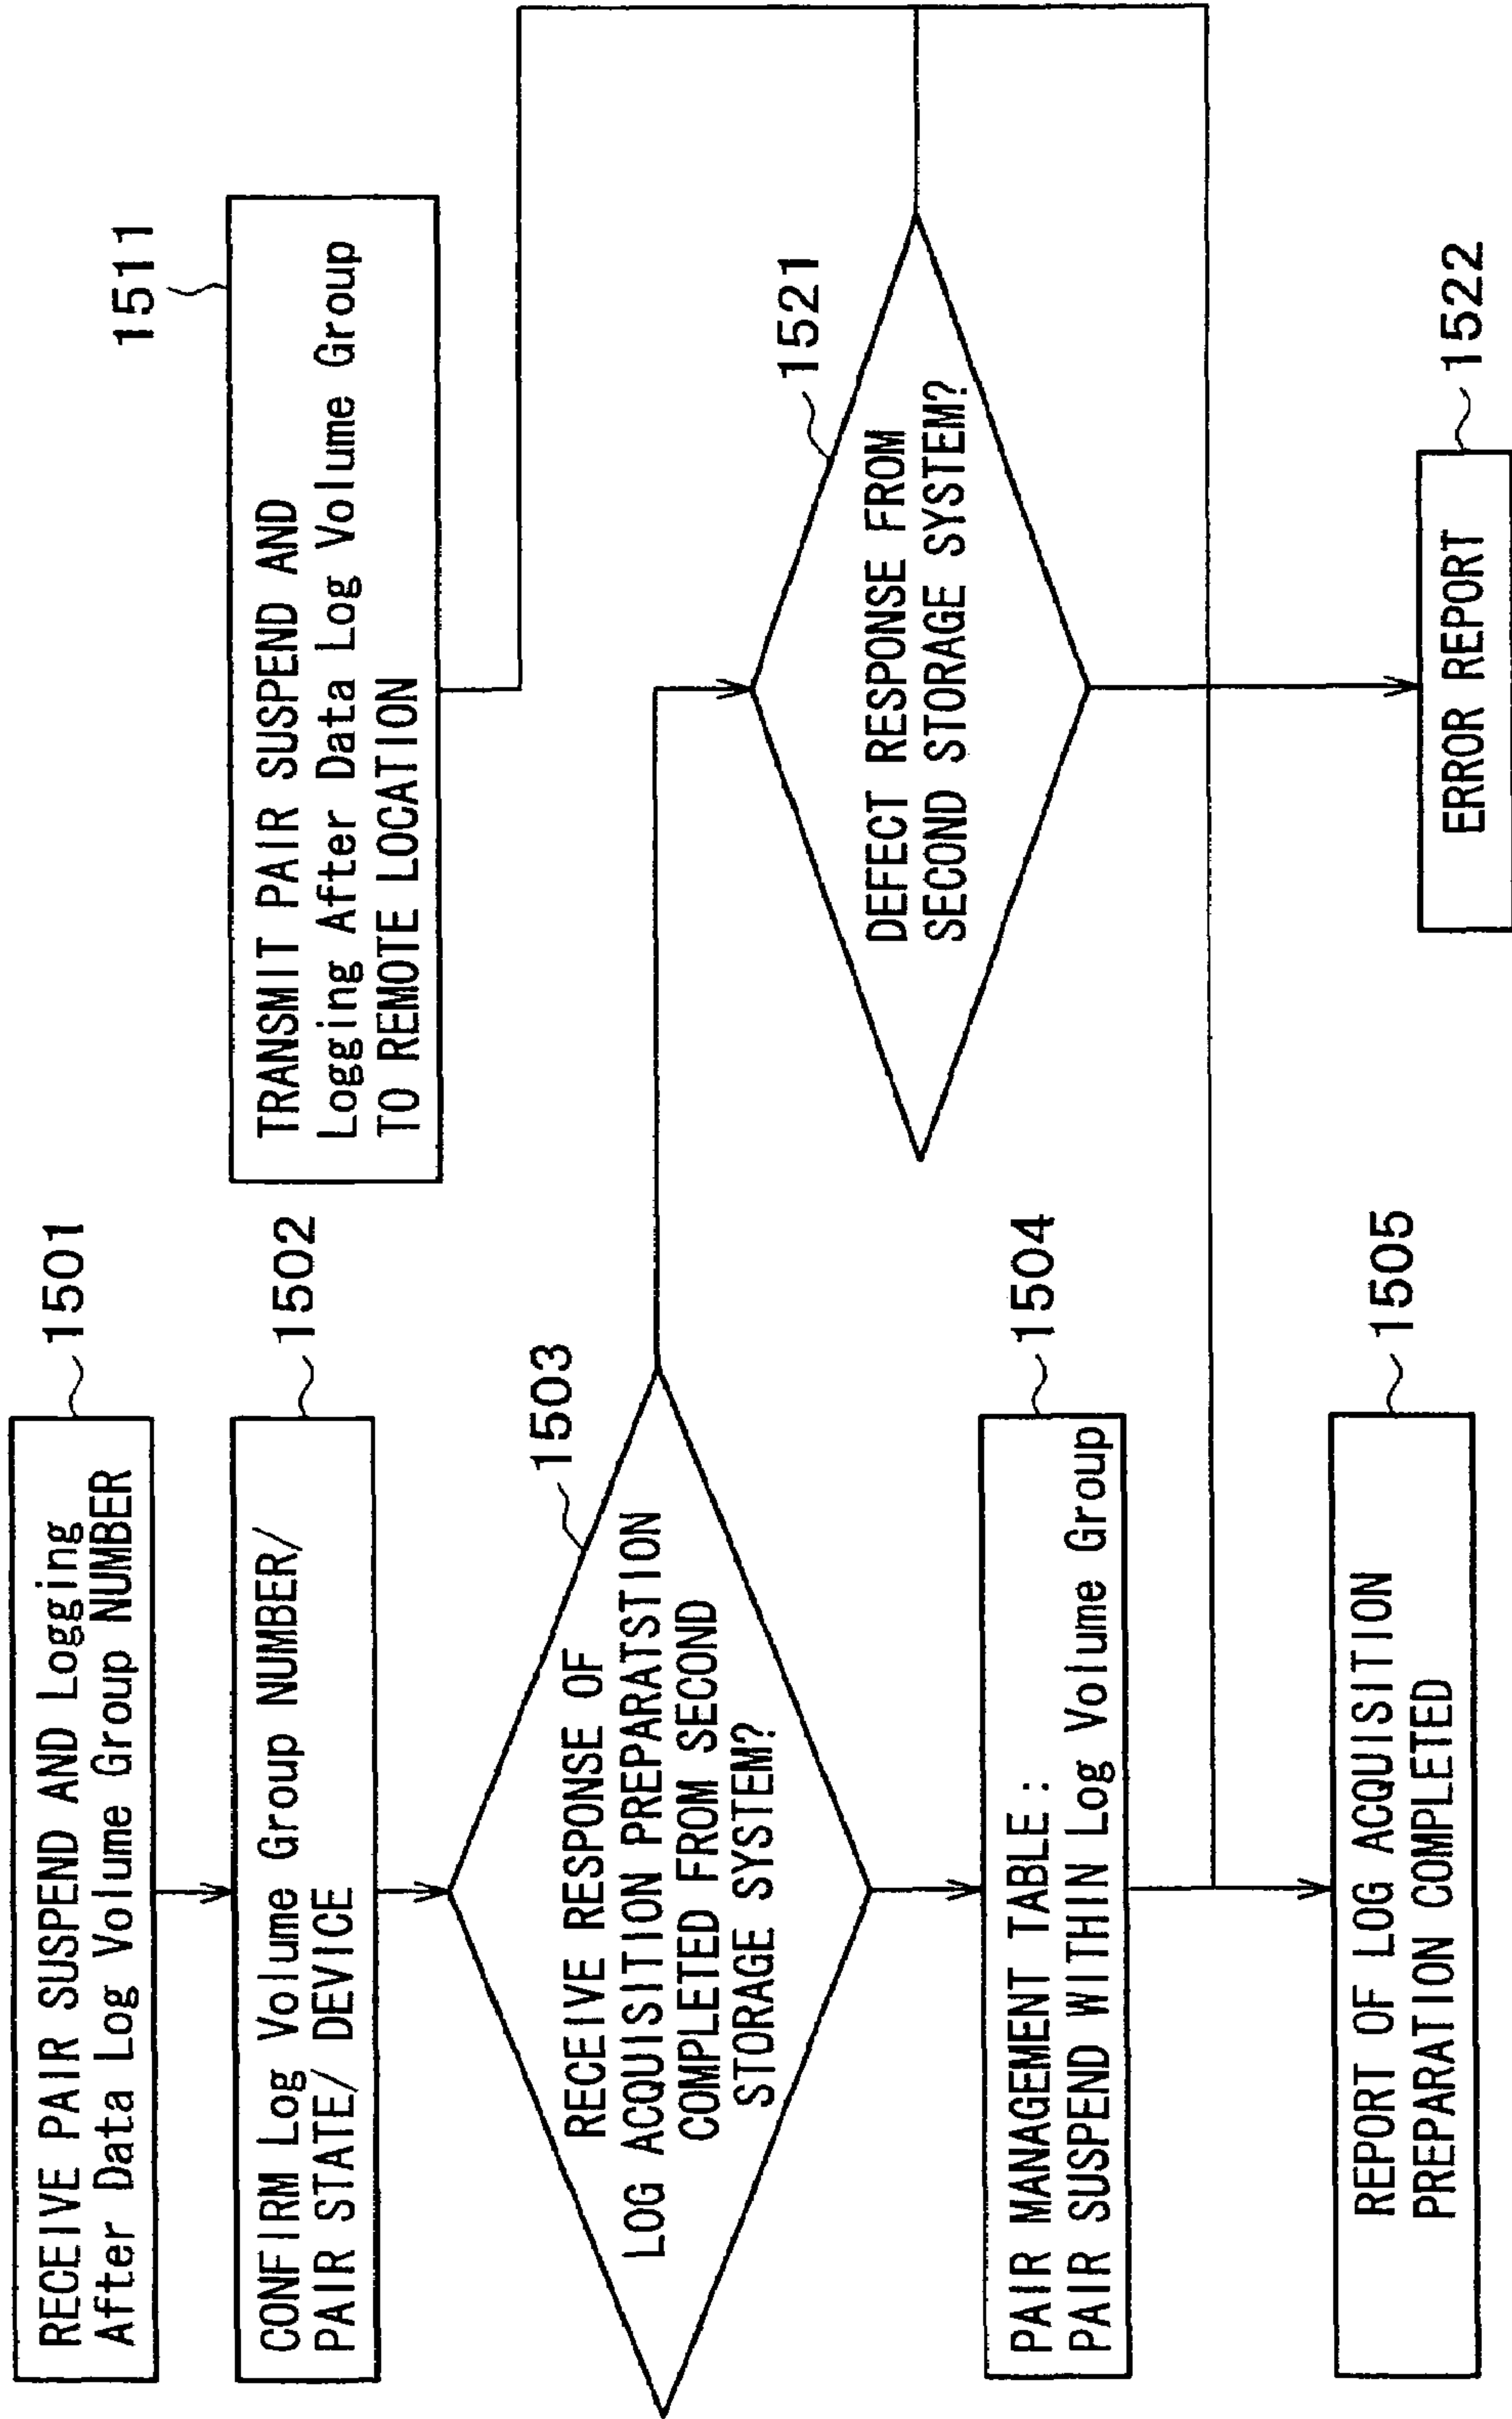 RECEIVE PAIR SUSPEND AND Logging
After Data Log Volume Group NUMBER
1501
CONFIRM Log Volume Group NUMBER/
PAIR STATE/ DEVICE
1502
RECEIVE RESPONSE OF
LOG ACQUISITION PREPARATSTION
COMPLETED FROM SECOND
STORAGE SYSTEM?
1503
PAIR MANAGEMENT TABLE :
PAIR SUSPEND WITHIN Log Volume Group
1504
REPORT OF LOG ACQUISITION
PREPARATION COMPLETED
1505
TRANSMIT PAIR SUSPEND AND
Logging After Data Log Volume Group
TO REMOTE LOCATION
1511
DEFECT RESPONSE FROM
SECOND STORAGE SYSTEM?
1521
ERROR REPORT
1522